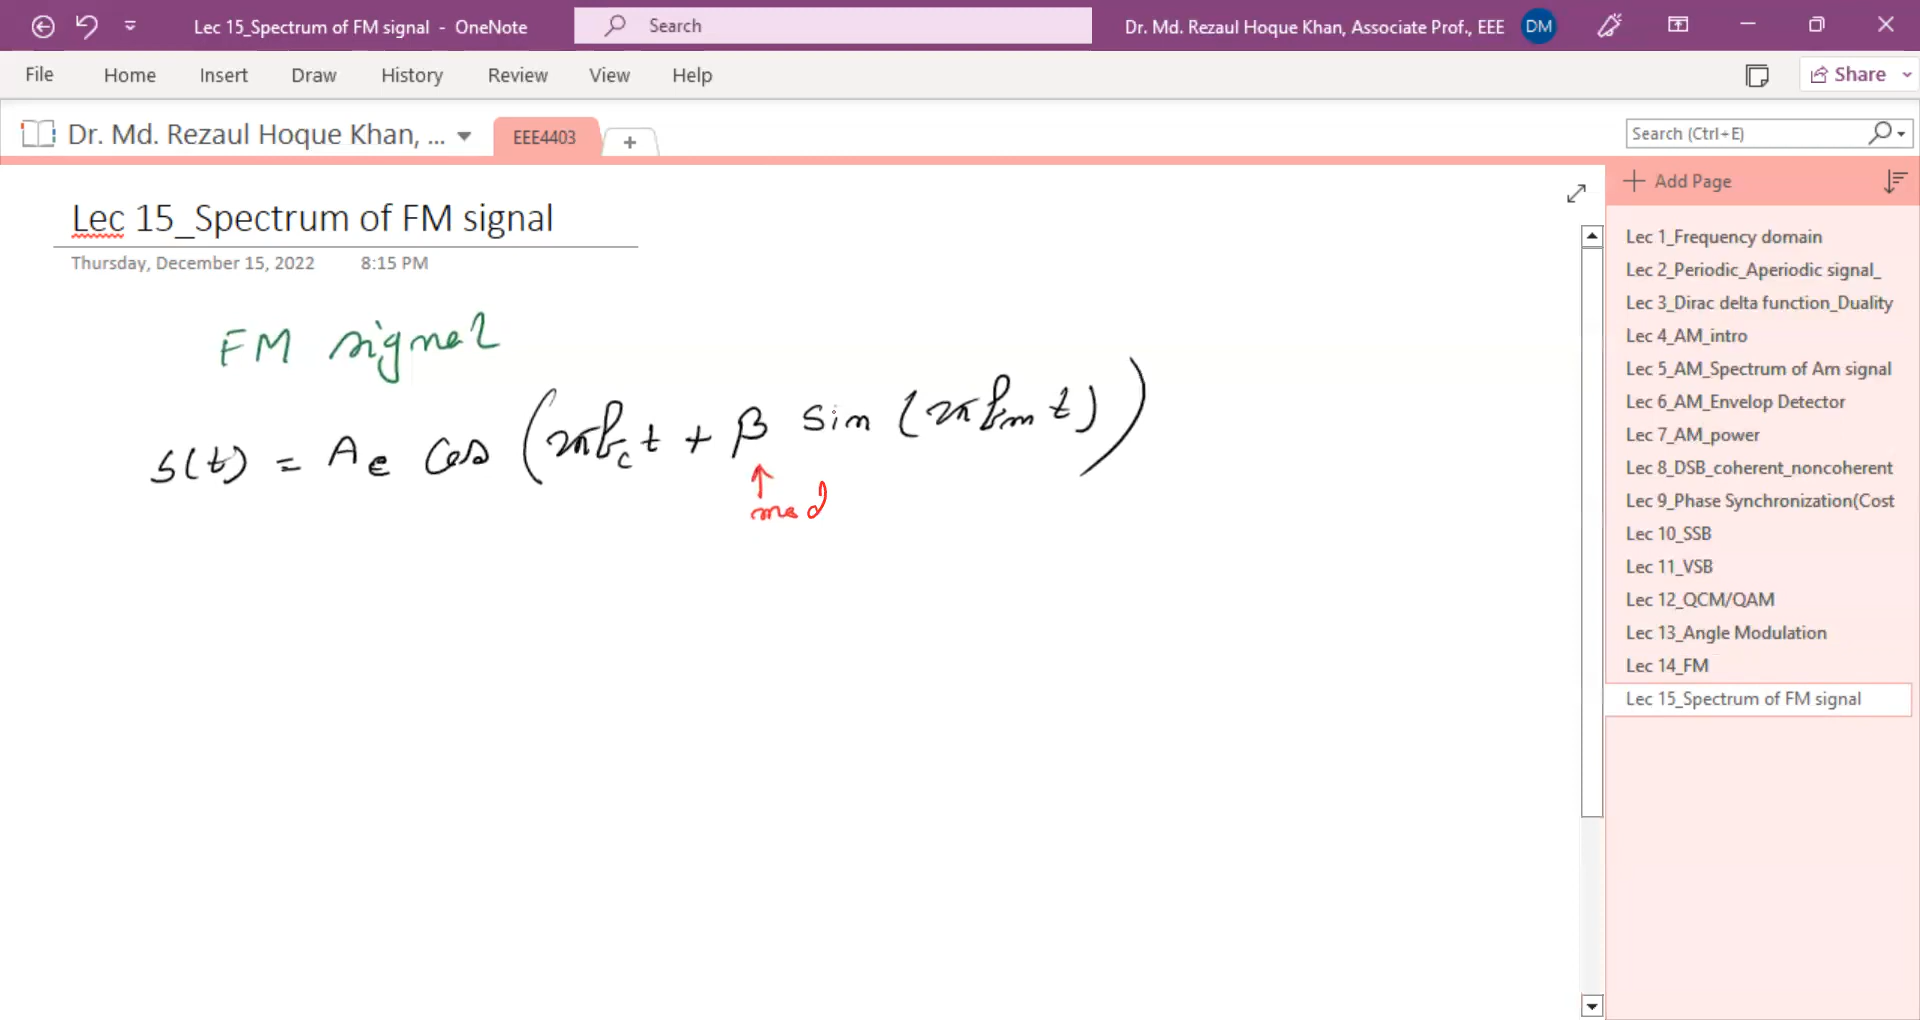 Lec 15_Spectrum of FM signal - OneNote
Search
Dr. Md. Rezaul Hoque Khan, Associate Prof., EEE
DM
File Home Insert Draw History Review View Help
Share
Dr. Md. Rezaul Hoque Khan, ...
EEE4403
Search (Ctrl+E)
Add Page
Lec 15_Spectrum of FM signal
Thursday, December 15, 2022 8:15 PM
FM signal
s(t) = Ac Cos (2πfc t + β sin (2πfm t))
mod
Lec 1_Frequency domain
Lec 2_Periodic_Aperiodic signal_
Lec 3_Dirac delta function_Duality
Lec 4_AM_intro
Lec 5_AM_Spectrum of Am signal
Lec 6_AM_Envelop Detector
Lec 7_AM_power
Lec 8_DSB_coherent_noncoherent
Lec 9_Phase Synchronization(Cost
Lec 10_SSB
Lec 11_VSB
Lec 12_QCM/QAM
Lec 13_Angle Modulation
Lec 14_FM
Lec 15_Spectrum of FM signal